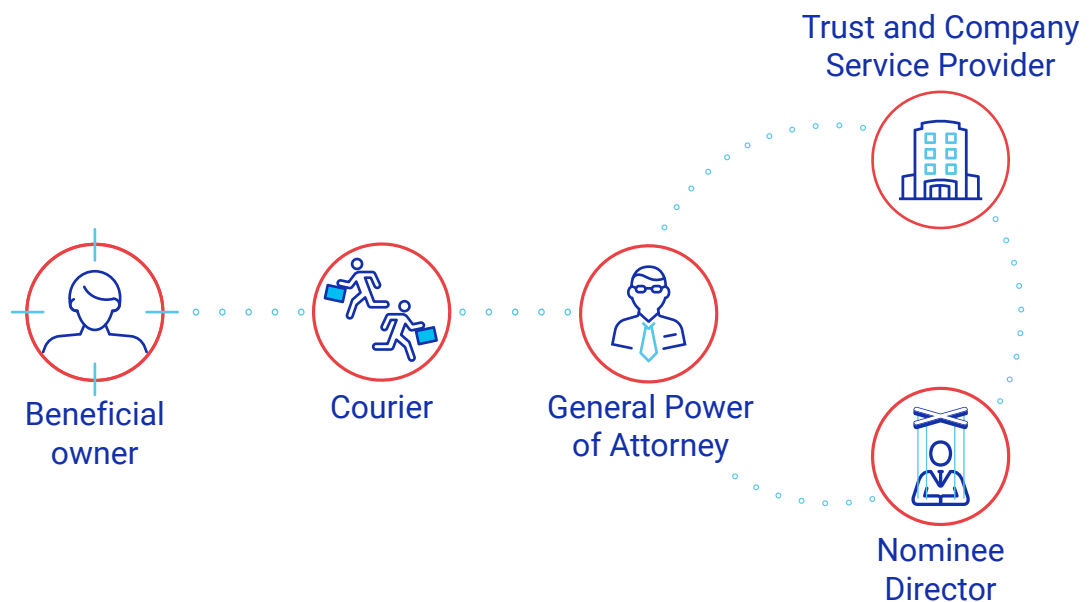 Trust and Company
Service Provider
Beneficial
owner
Courier
General Power
of Attorney
Nominee
Director